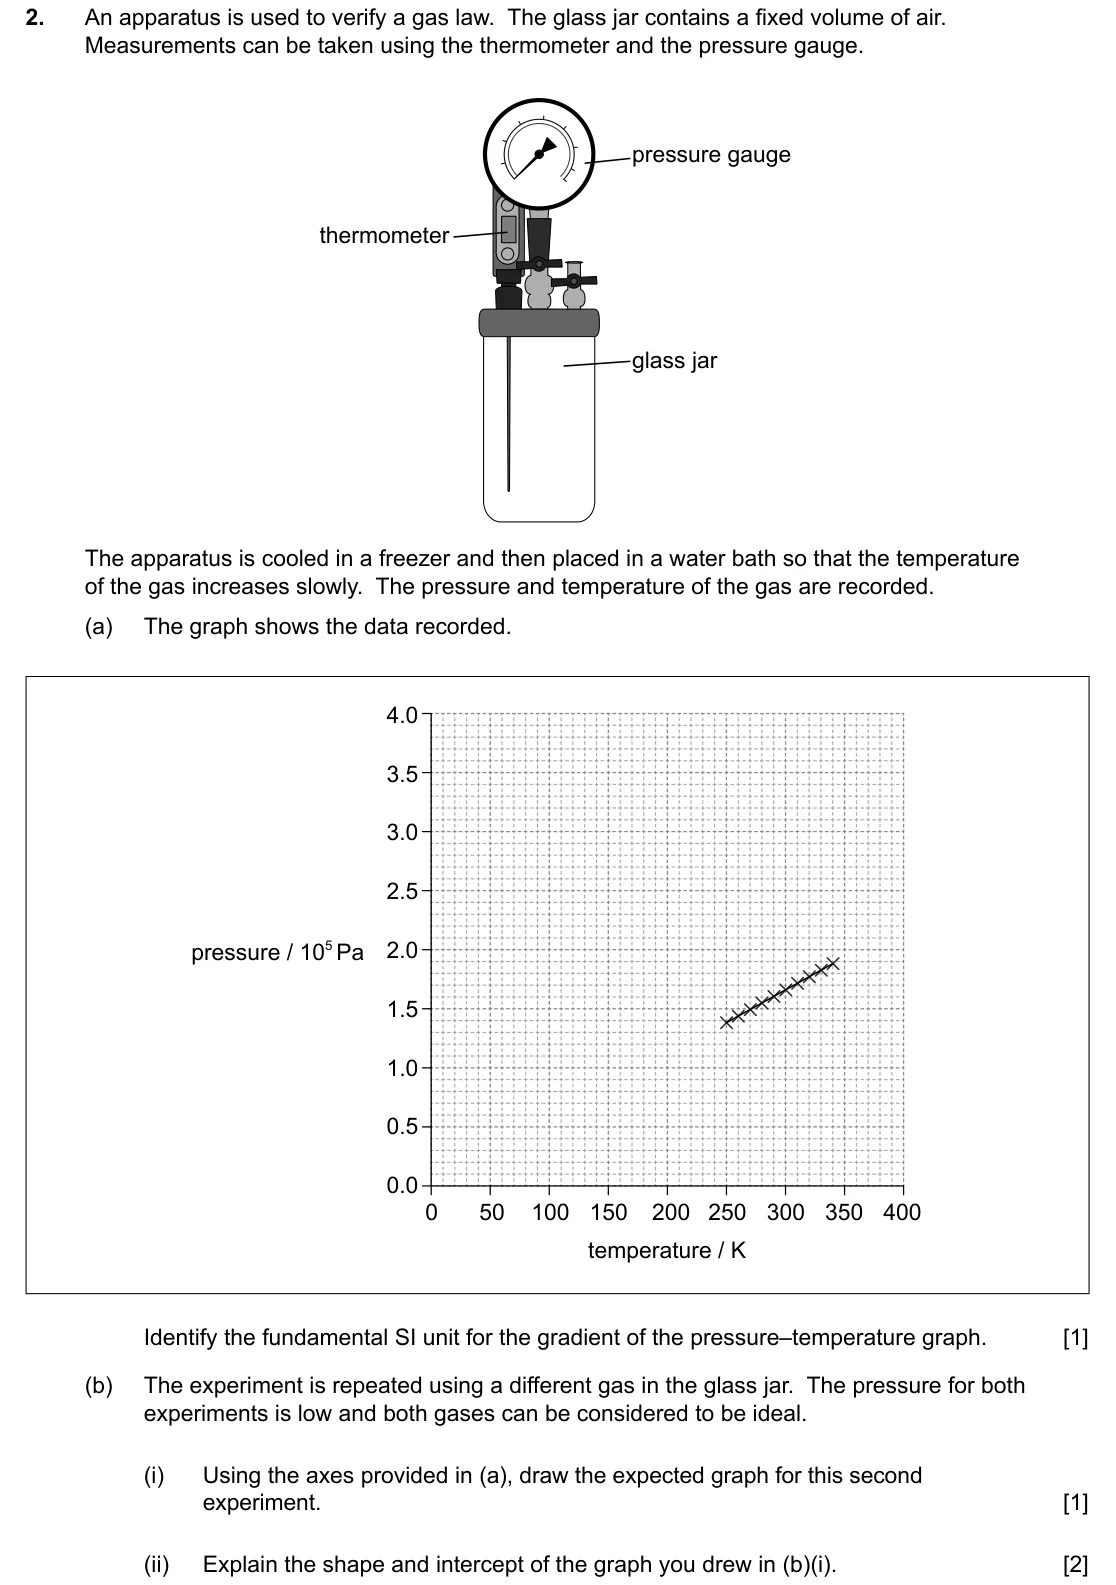 2. An apparatus is used to verify a gas law. The glass jar contains a fixed volume of air.
Measurements can be taken using the thermometer and the pressure gauge.
pressure gauge
thermometer
glass jar
The apparatus is cooled in a freezer and then placed in a water bath so that the temperature
of the gas increases slowly. The pressure and temperature of the gas are recorded.
(a) The graph shows the data recorded.
4.0
3.5
3.0
2.5
pressure / 10⁵ Pa 2.0
1.5
1.0
0.5
0.0
0 50 100 150 200 250 300 350 400
temperature / K
Identify the fundamental SI unit for the gradient of the pressure–temperature graph. [1]
(b) The experiment is repeated using a different gas in the glass jar. The pressure for both
experiments is low and both gases can be considered to be ideal.
(i) Using the axes provided in (a), draw the expected graph for this second
experiment. [1]
(ii) Explain the shape and intercept of the graph you drew in (b)(i). [2]